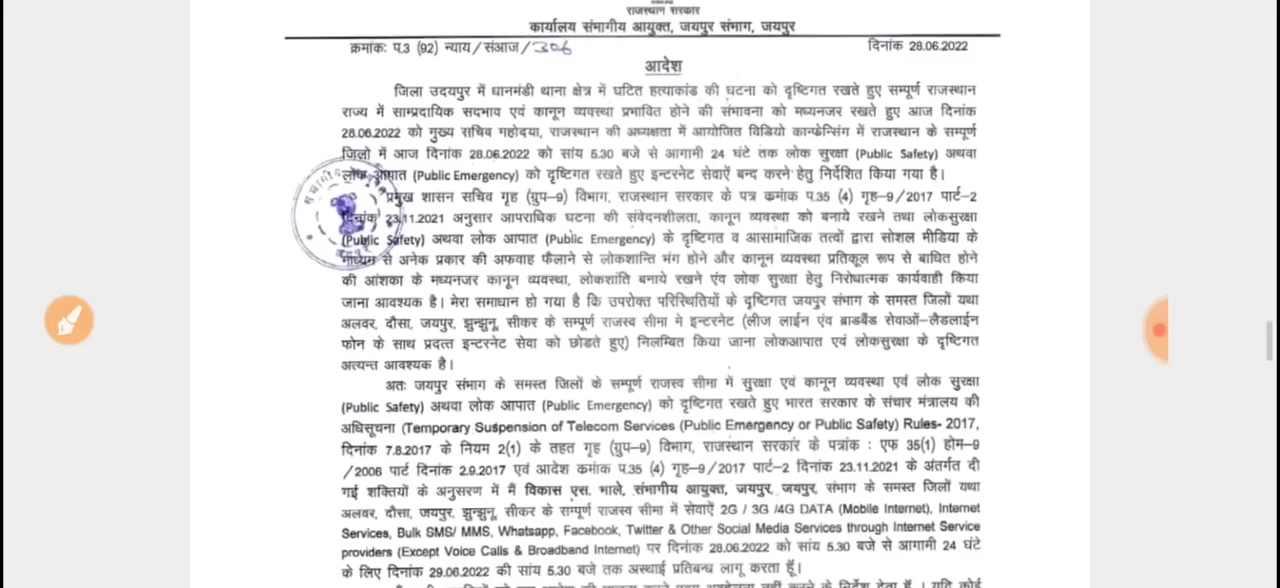 राजस्थान सरकार
कार्यालय संभागीय आयुक्त, जयपुर संभाग, जयपुर
क्रमांकः प.3 (92) न्याय/संआज/306 दिनांक 28.06.2022
आदेश
जिला उदयपुर में धानमंडी थाना क्षेत्र में घटित हत्याकांड की घटना को दृष्टिगत रखते हुए सम्पूर्ण राजस्थान
राज्य में साम्प्रदायिक सदभाव एवं कानून व्यवस्था प्रभावित होने की संभावना को मध्यनजर रखते हुए आज दिनांक
28.06.2022 को मुख्य सचिव महोदया, राजस्थान की अध्यक्षता में आयोजित विडियो कान्फेन्सिंग में राजस्थान के सम्पूर्ण
जिलो में आज दिनांक 28.06.2022 को सांय 5.30 बजे से आगामी 24 घंटे तक लोक सुरक्षा (Public Safety) अथवा
लोक आपात (Public Emergency) को दृष्टिगत रखते हुए इन्टरनेट सेवाऐं बन्द करने हेतु निर्देशित किया गया है।
प्रमुख शासन सचिव गृह (ग्रुप-9) विभाग, राजस्थान सरकार के पत्र कमांक प.35 (4) गृह-9/2017 पार्ट-2
दिनांक 23.11.2021 अनुसार आपराधिक घटना की संवेदनशीलता, कानून व्यवस्था को बनाये रखने तथा लोकसुरक्षा
(Public Safety) अथवा लोक आपात (Public Emergency) के दृष्टिगत व आसामाजिक तत्वों द्वारा सोशल मीडिया के
माध्यम से अनेक प्रकार की अफवाह फैलाने से लोकशान्ति भंग होने और कानून व्यवस्था प्रतिकूल रूप से बाधित होने
की आंशका के मध्यनजर कानून व्यवस्था, लोकशांति बनाये रखने एंव लोक सुरक्षा हेतु निरोधात्मक कार्यवाही किया
जाना आवश्यक है। मेरा समाधान हो गया है कि उपरोक्त परिस्थितियों के दृष्टिगत जयपुर संभाग के समस्त जिलों यथा
अलवर, दौसा, जयपुर, झुन्झुनू, सीकर के सम्पूर्ण राजस्व सीमा मे इन्टरनेट (लीज लाईन एंव ब्राडबैंड सेवाओं-लैडलाईन
फोन के साथ प्रदत्त इन्टरनेट सेवा को छोडते हुए) निलम्बित किया जाना लोकआपात एवं लोकसुरक्षा के दृष्टिगत
अत्यन्त आवश्यक है।
अतः जयपुर संभाग के समस्त जिलों के सम्पूर्ण राजस्व सीमा में सुरक्षा एवं कानून व्यवस्था एवं लोक सुरक्षा
(Public Safety) अथवा लोक आपात (Public Emergency) को दृष्टिगत रखते हुए भारत सरकार के संचार मंत्रालय की
अधिसूचना (Temporary Suspension of Telecom Services (Public Emergency or Public Safety) Rules- 2017,
दिनांक 7.8.2017 के नियम 2(1) के तहत गृह (ग्रुप-9) विभाग, राजस्थान सरकार के पत्रांक : एफ 35(1) होम-9
/2006 पार्ट दिनांक 2.9.2017 एवं आदेश कमांक प.35 (4) गृह-9/2017 पार्ट-2 दिनांक 23.11.2021 के अंतर्गत दी
गई शक्तियों के अनुसरण में मैं विकास एस. भाले, संभागीय आयुक्त, जयपुर, जयपुर, संभाग के समस्त जिलों यथा
अलवर, दौसा, जयपुर, झुन्झुनू, सीकर के सम्पूर्ण राजस्व सीमा में सेवाऐं 2G / 3G /4G DATA (Mobile Internet), Internet
Services, Bulk SMS/ MMS, Whatsapp, Facebook, Twitter & Other Social Media Services through Internet Service
providers (Except Voice Calls & Broadband Internet) पर दिनांक 28.06.2022 को सांय 5.30 बजे से आगामी 24 घंटे
के लिए दिनांक 29.06.2022 की सांय 5.30 बजे तक अस्थाई प्रतिबन्ध लागू करता हूँ।